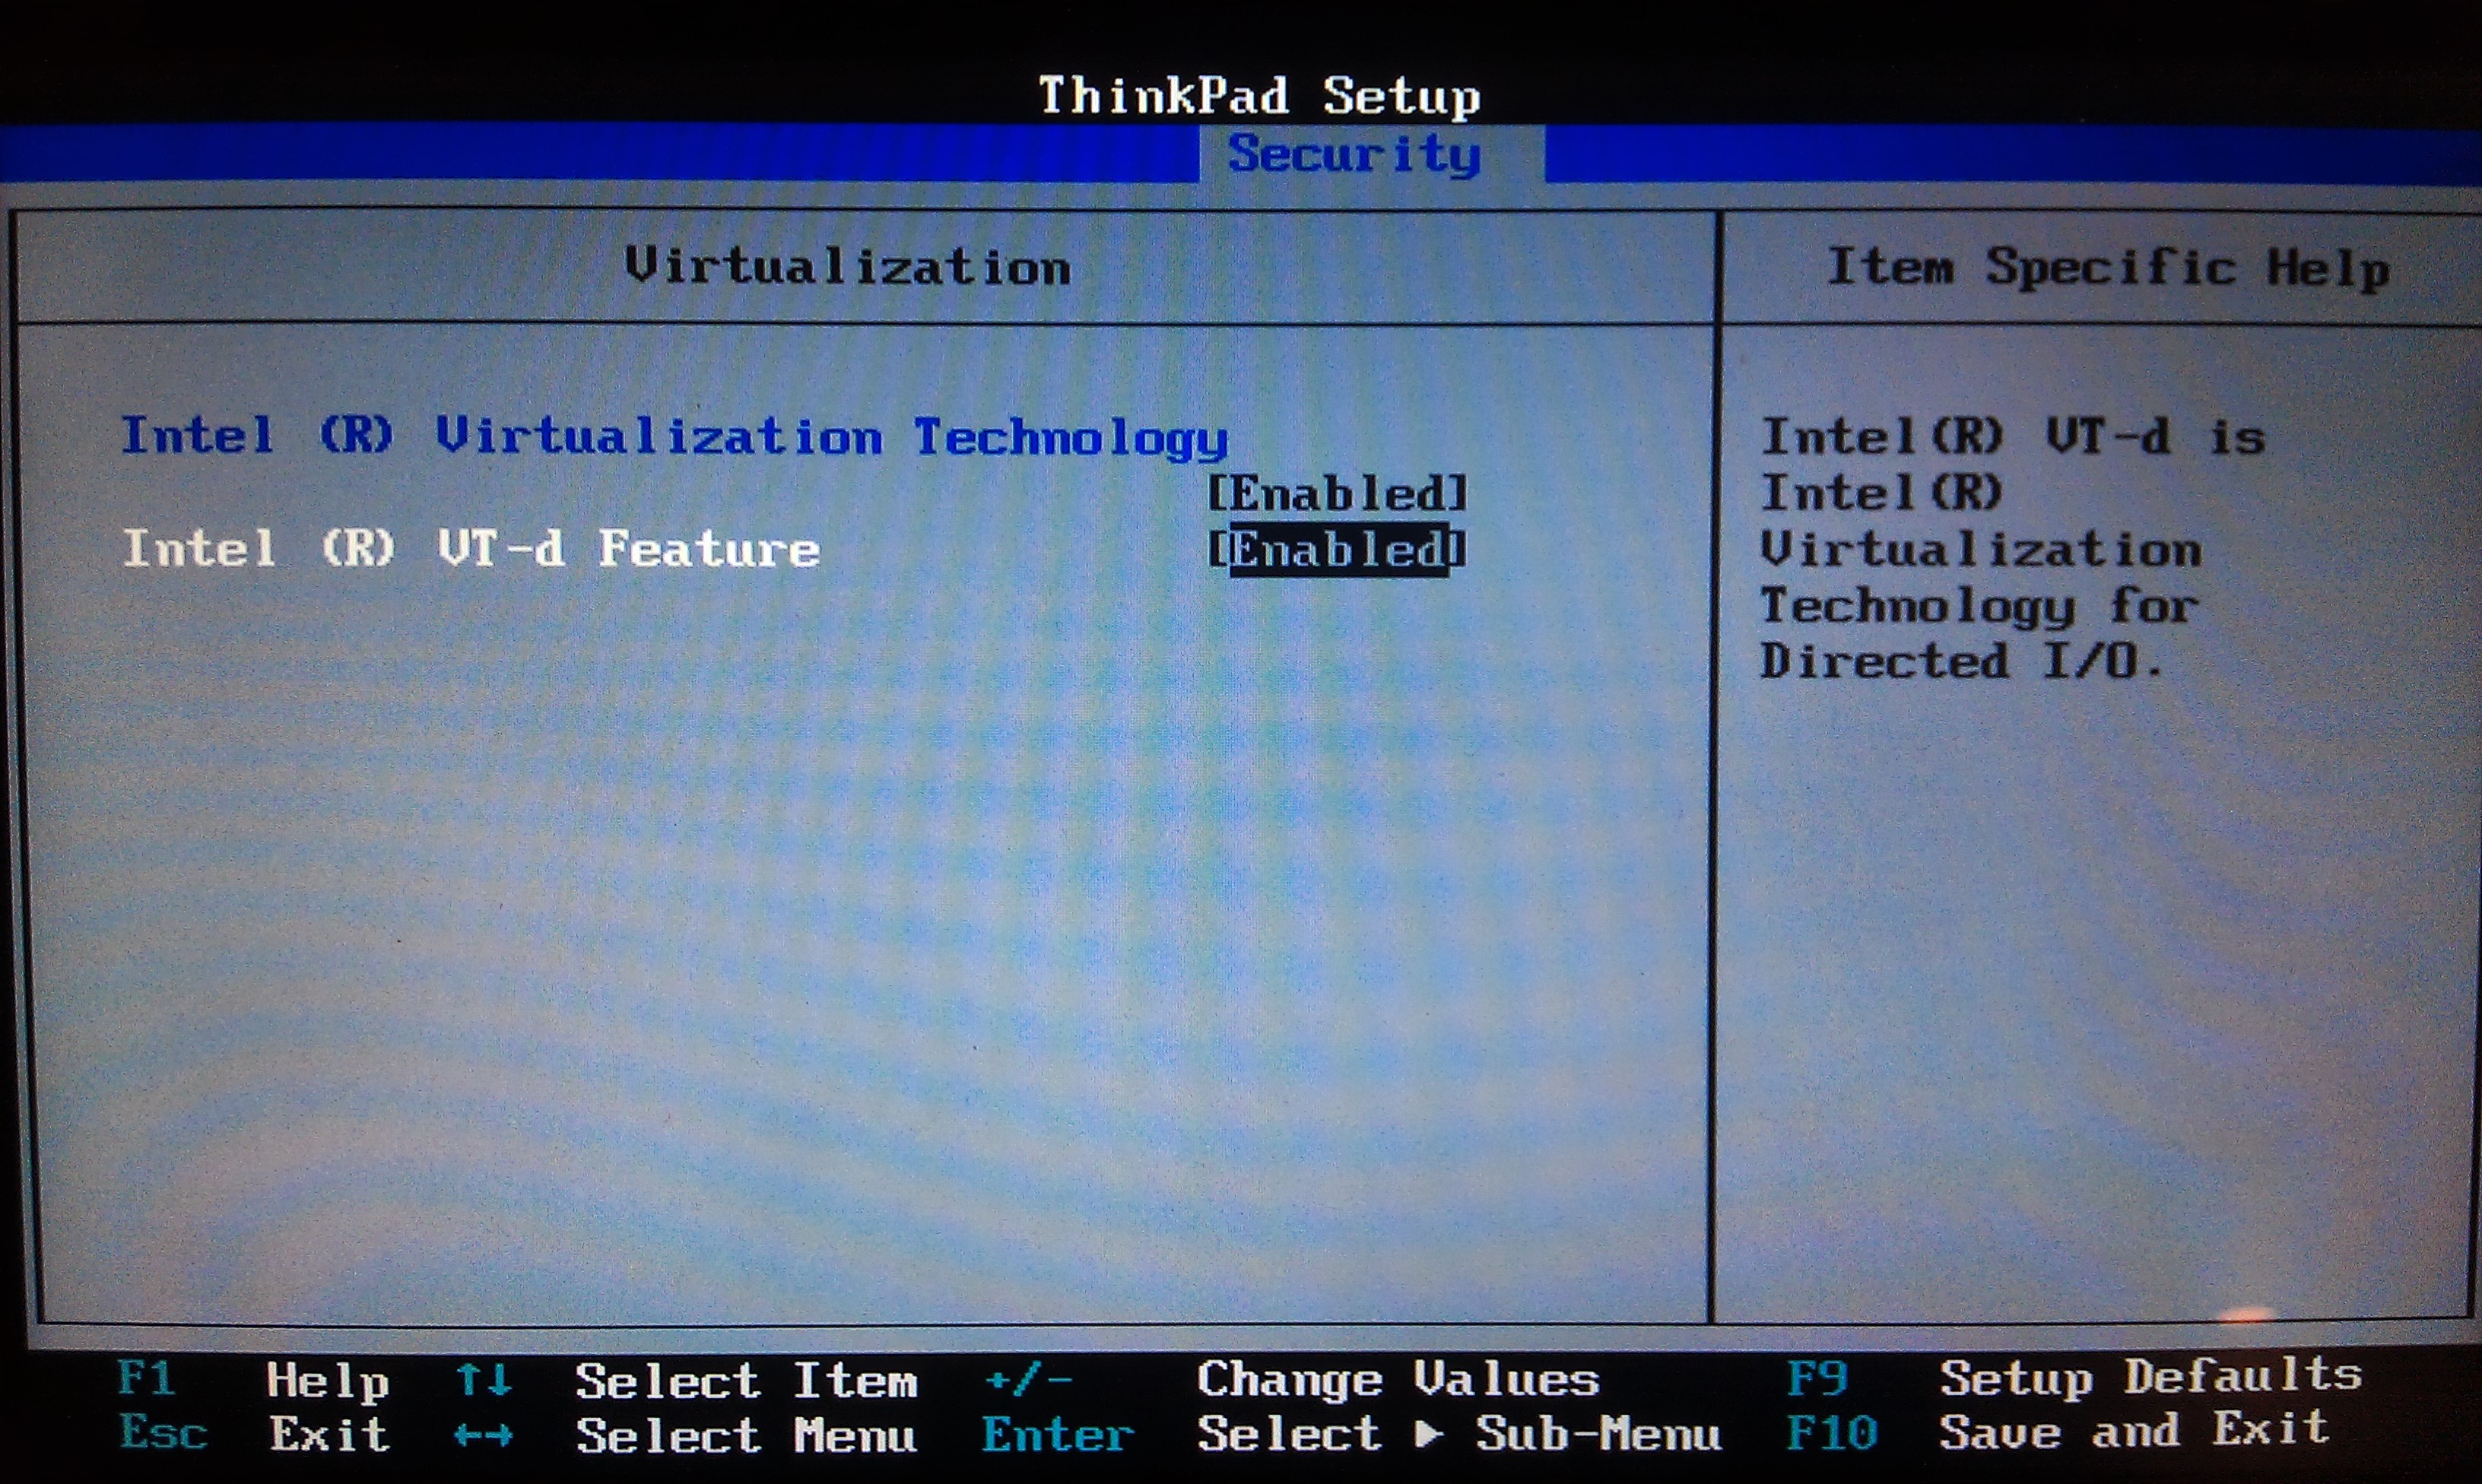 ThinkPad Setup
Security
Virtualization
Item Specific Help
Intel (R) Virtualization Technology
[Enabled]
Intel (R) VT-d Feature [Enabled]
Intel(R) VT-d is
Intel(R)
Virtualization
Technology for
Directed I/O.
F1 Help ↑↓ Select Item +/- Change Values F9 Setup Defaults
Esc Exit ←→ Select Menu Enter Select ▶ Sub-Menu F10 Save and Exit